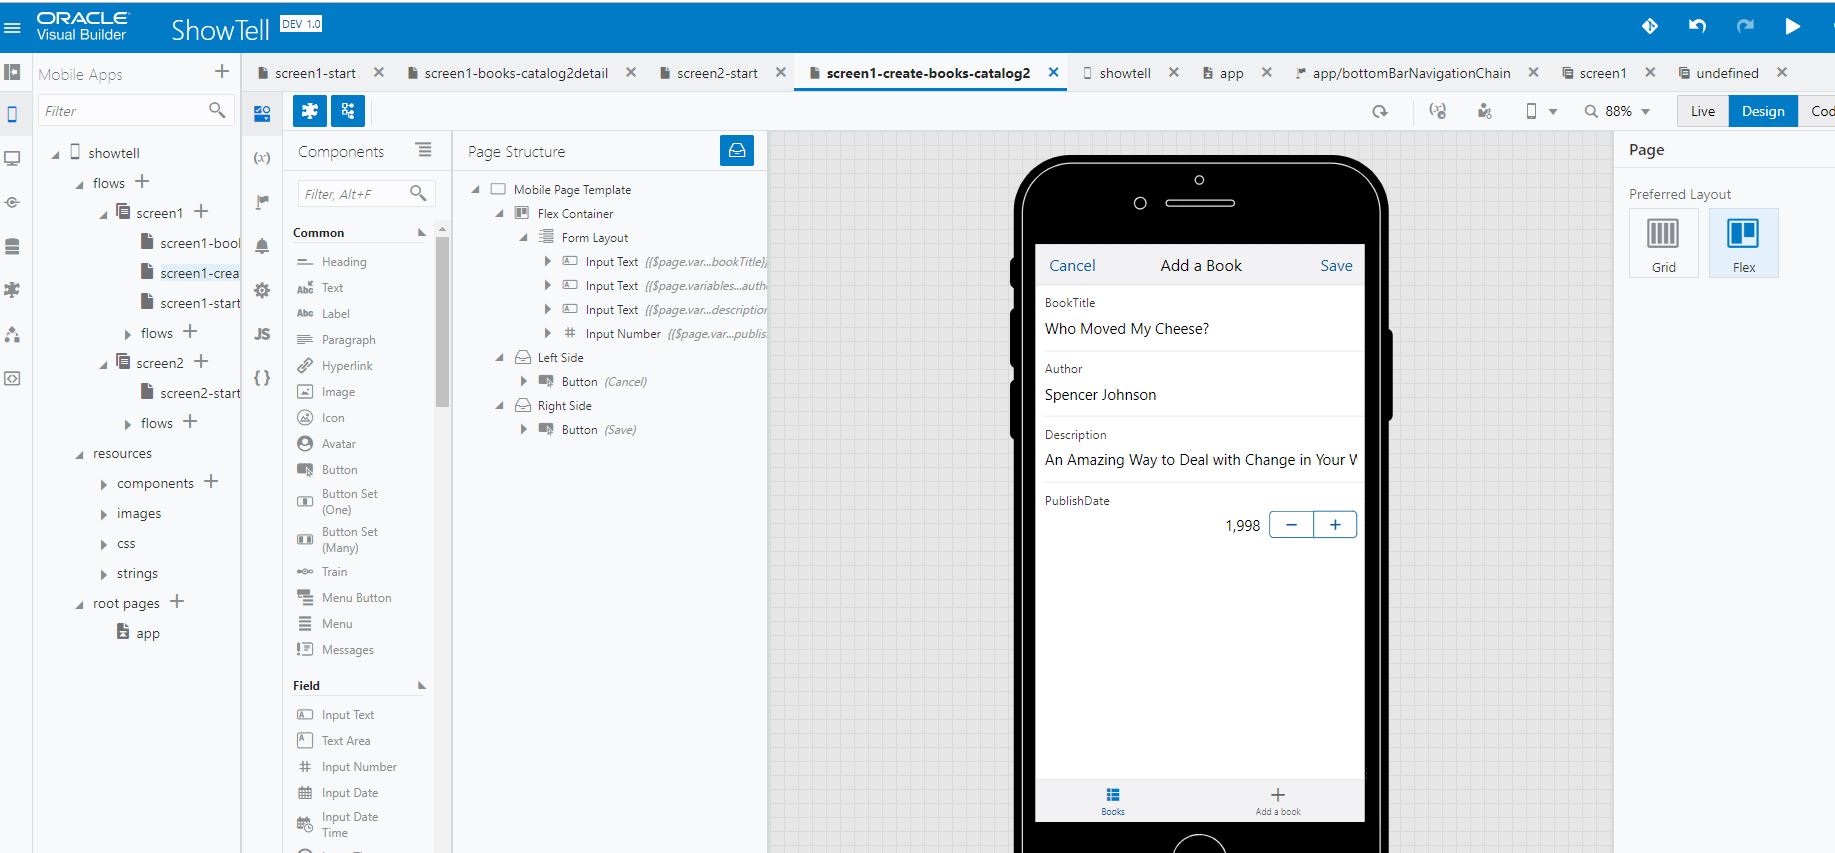 ORACLE
Visual Builder
ShowTell
DEV 1.0
Mobile Apps
screen1-start
screen1-books-catalog2detail
screen2-start
screen1-create-books-catalog2
showtell
app
app/bottomBarNavigationChain
screen1
undefined
Filter
88%
Live
Design
Cod
showtell
flows
screen1
screen1-bool
screen1-crea
screen1-start
flows
screen2
screen2-start
flows
resources
components
images
css
strings
root pages
app
(x)
JS
{ }
Components
Filter, Alt+F
Common
Heading
Abc Text
Abc Label
Paragraph
Hyperlink
Image
Icon
Avatar
Button
Button Set
(One)
Button Set
(Many)
Train
Menu Button
Menu
Messages
Field
Input Text
Text Area
Input Number
Input Date
Input Date
Time
Page Structure
Mobile Page Template
Flex Container
Form Layout
Input Text {{$page.var...bookTitle}}
Input Text {{$page.variables...auth
Input Text {{$page.var...description
Input Number {{$page.var...publis
Left Side
Button (Cancel)
Right Side
Button (Save)
Cancel
Add a Book
Save
BookTitle
Who Moved My Cheese?
Author
Spencer Johnson
Description
An Amazing Way to Deal with Change in Your W
PublishDate
1,998
Books
Add a book
Page
Preferred Layout
Grid
Flex